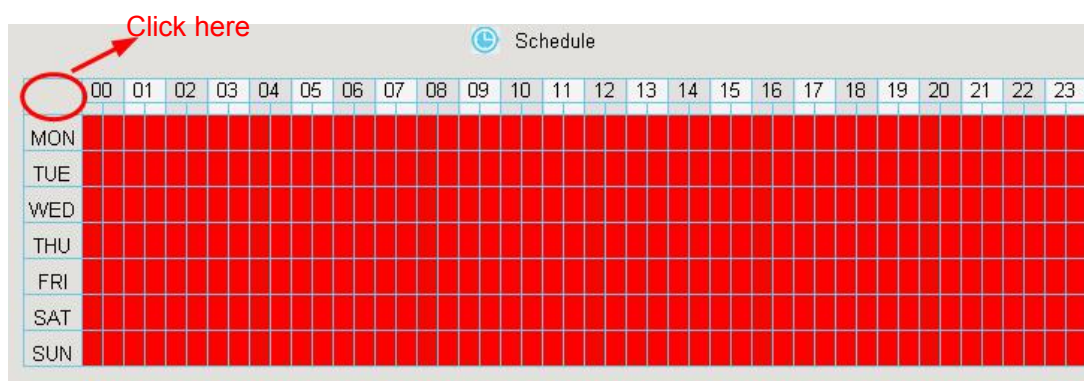 Click here
Schedule
00 01 02 03 04 05 06 07 08 09 10 11 12 13 14 15 16 17 18 19 20 21 22 23
MON
TUE
WED
THU
FRI
SAT
SUN